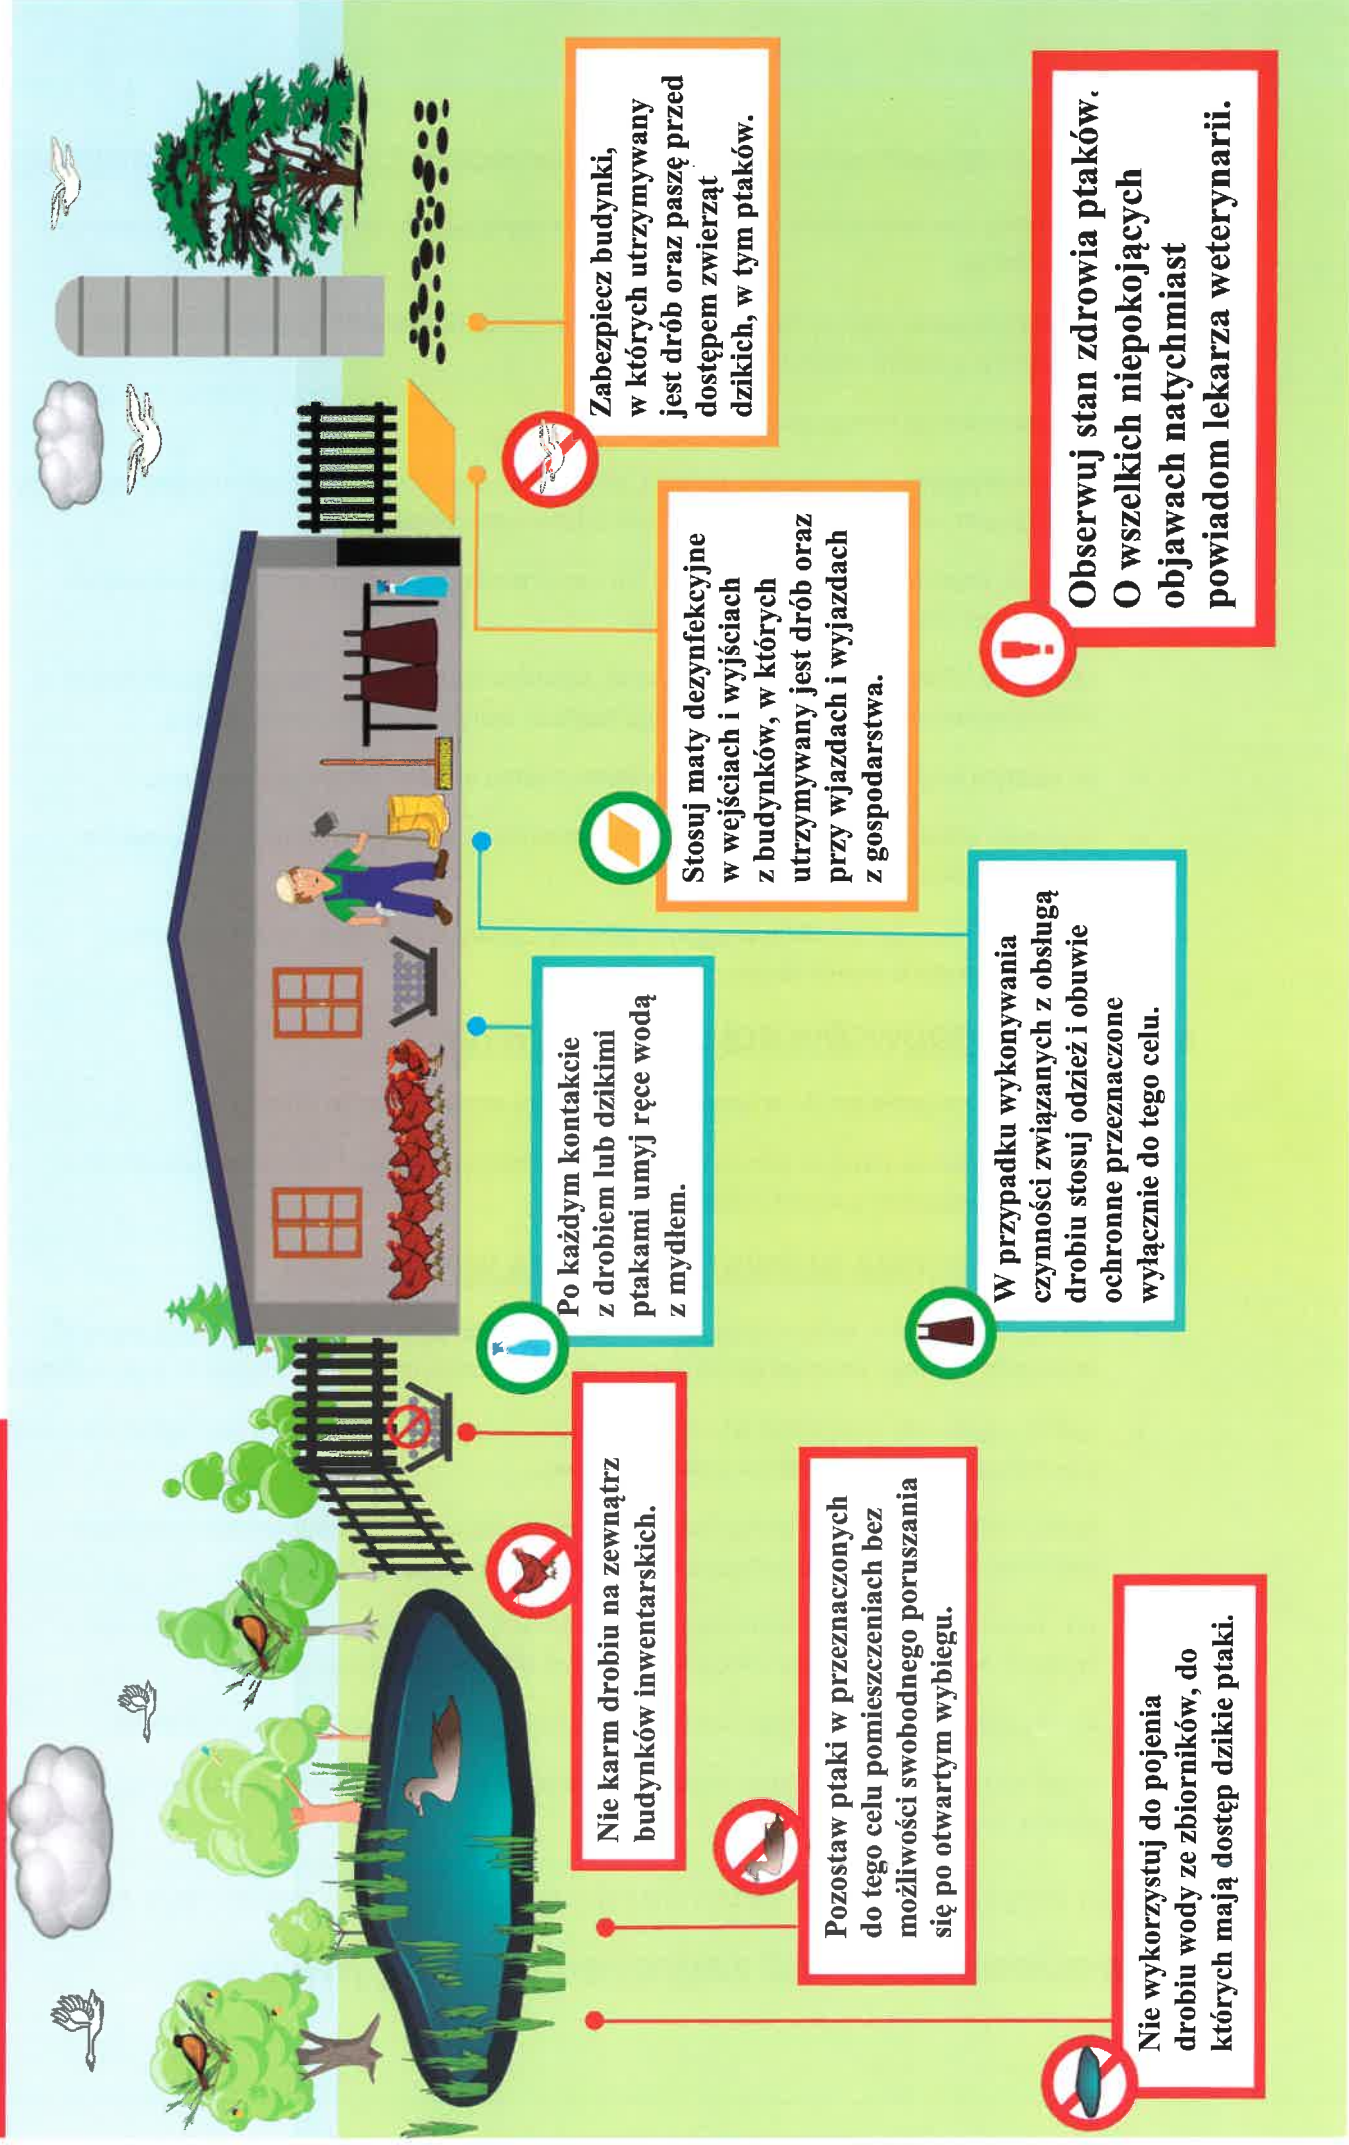 Nie karm drobiu na zewnątrz
budynków inwentarskich.
Po każdym kontakcie
z drobiem lub dzikimi
ptakami umyj ręce wodą
z mydłem.
Zabezpiecz budynki,
w których utrzymywany
jest drób oraz paszę przed
dostępem zwierząt
dzikich, w tym ptaków.
Stosuj maty dezynfekcyjne
w wejściach i wyjściach
z budynków, w których
utrzymywany jest drób oraz
przy wjazdach i wyjazdach
z gospodarstwa.
Pozostaw ptaki w przeznaczonych
do tego celu pomieszczeniach bez
możliwości swobodnego poruszania
się po otwartym wybiegu.
W przypadku wykonywania
czynności związanych z obsługą
drobiu stosuj odzież i obuwie
ochronne przeznaczone
wyłącznie do tego celu.
Nie wykorzystuj do pojenia
drobiu wody ze zbiorników, do
których mają dostęp dzikie ptaki.
Obserwuj stan zdrowia ptaków.
O wszelkich niepokojących
objawach natychmiast
powiadom lekarza weterynarii.